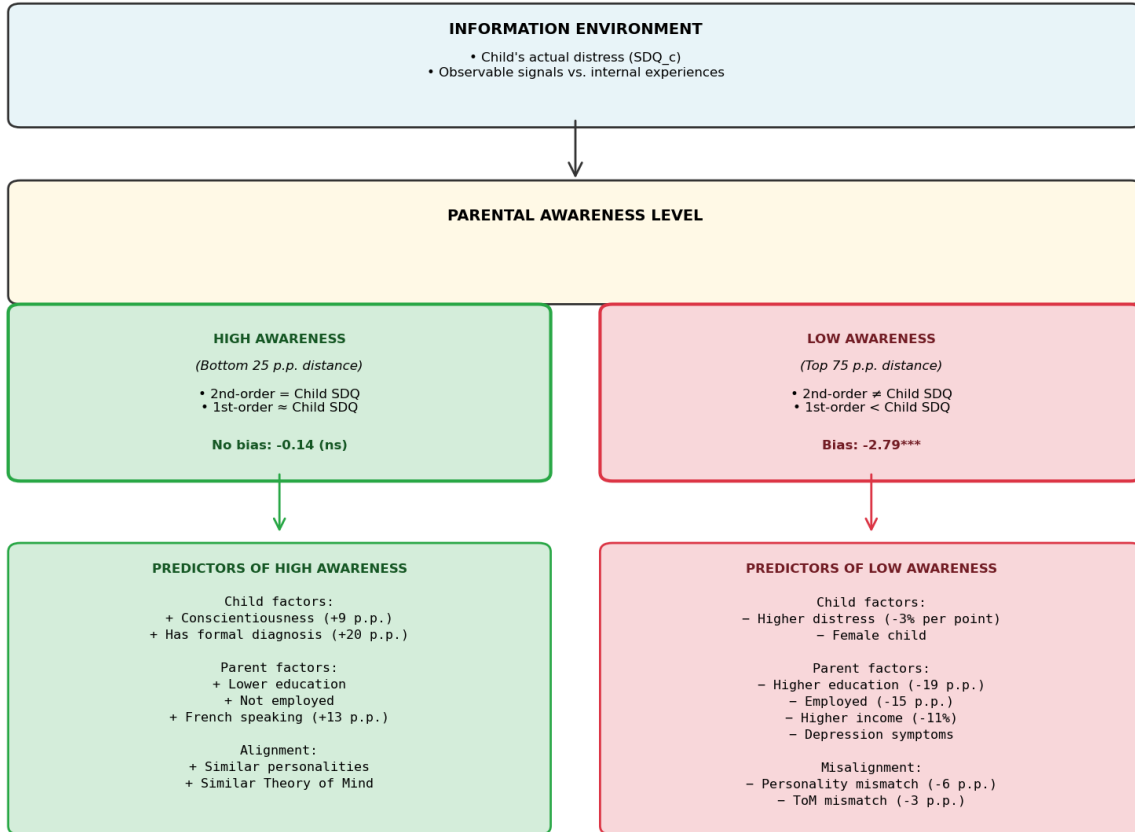 INFORMATION ENVIRONMENT
• Child's actual distress (SDQ_c)
• Observable signals vs. internal experiences
PARENTAL AWARENESS LEVEL
HIGH AWARENESS
(Bottom 25 p.p. distance)
• 2nd-order = Child SDQ
• 1st-order ≈ Child SDQ
No bias: -0.14 (ns)
LOW AWARENESS
(Top 75 p.p. distance)
• 2nd-order ≠ Child SDQ
• 1st-order < Child SDQ
Bias: -2.79***
PREDICTORS OF HIGH AWARENESS
Child factors:
+ Conscientiousness (+9 p.p.)
+ Has formal diagnosis (+20 p.p.)
Parent factors:
+ Lower education
+ Not employed
+ French speaking (+13 p.p.)
Alignment:
+ Similar personalities
+ Similar Theory of Mind
PREDICTORS OF LOW AWARENESS
Child factors:
− Higher distress (-3% per point)
− Female child
Parent factors:
− Higher education (-19 p.p.)
− Employed (-15 p.p.)
− Higher income (-11%)
− Depression symptoms
Misalignment:
− Personality mismatch (-6 p.p.)
− ToM mismatch (-3 p.p.)